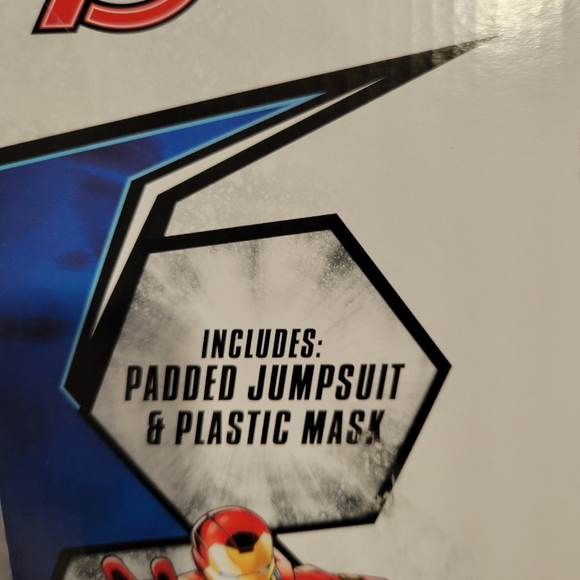 INCLUDES:
PADDED JUMPSUIT
& PLASTIC MASK